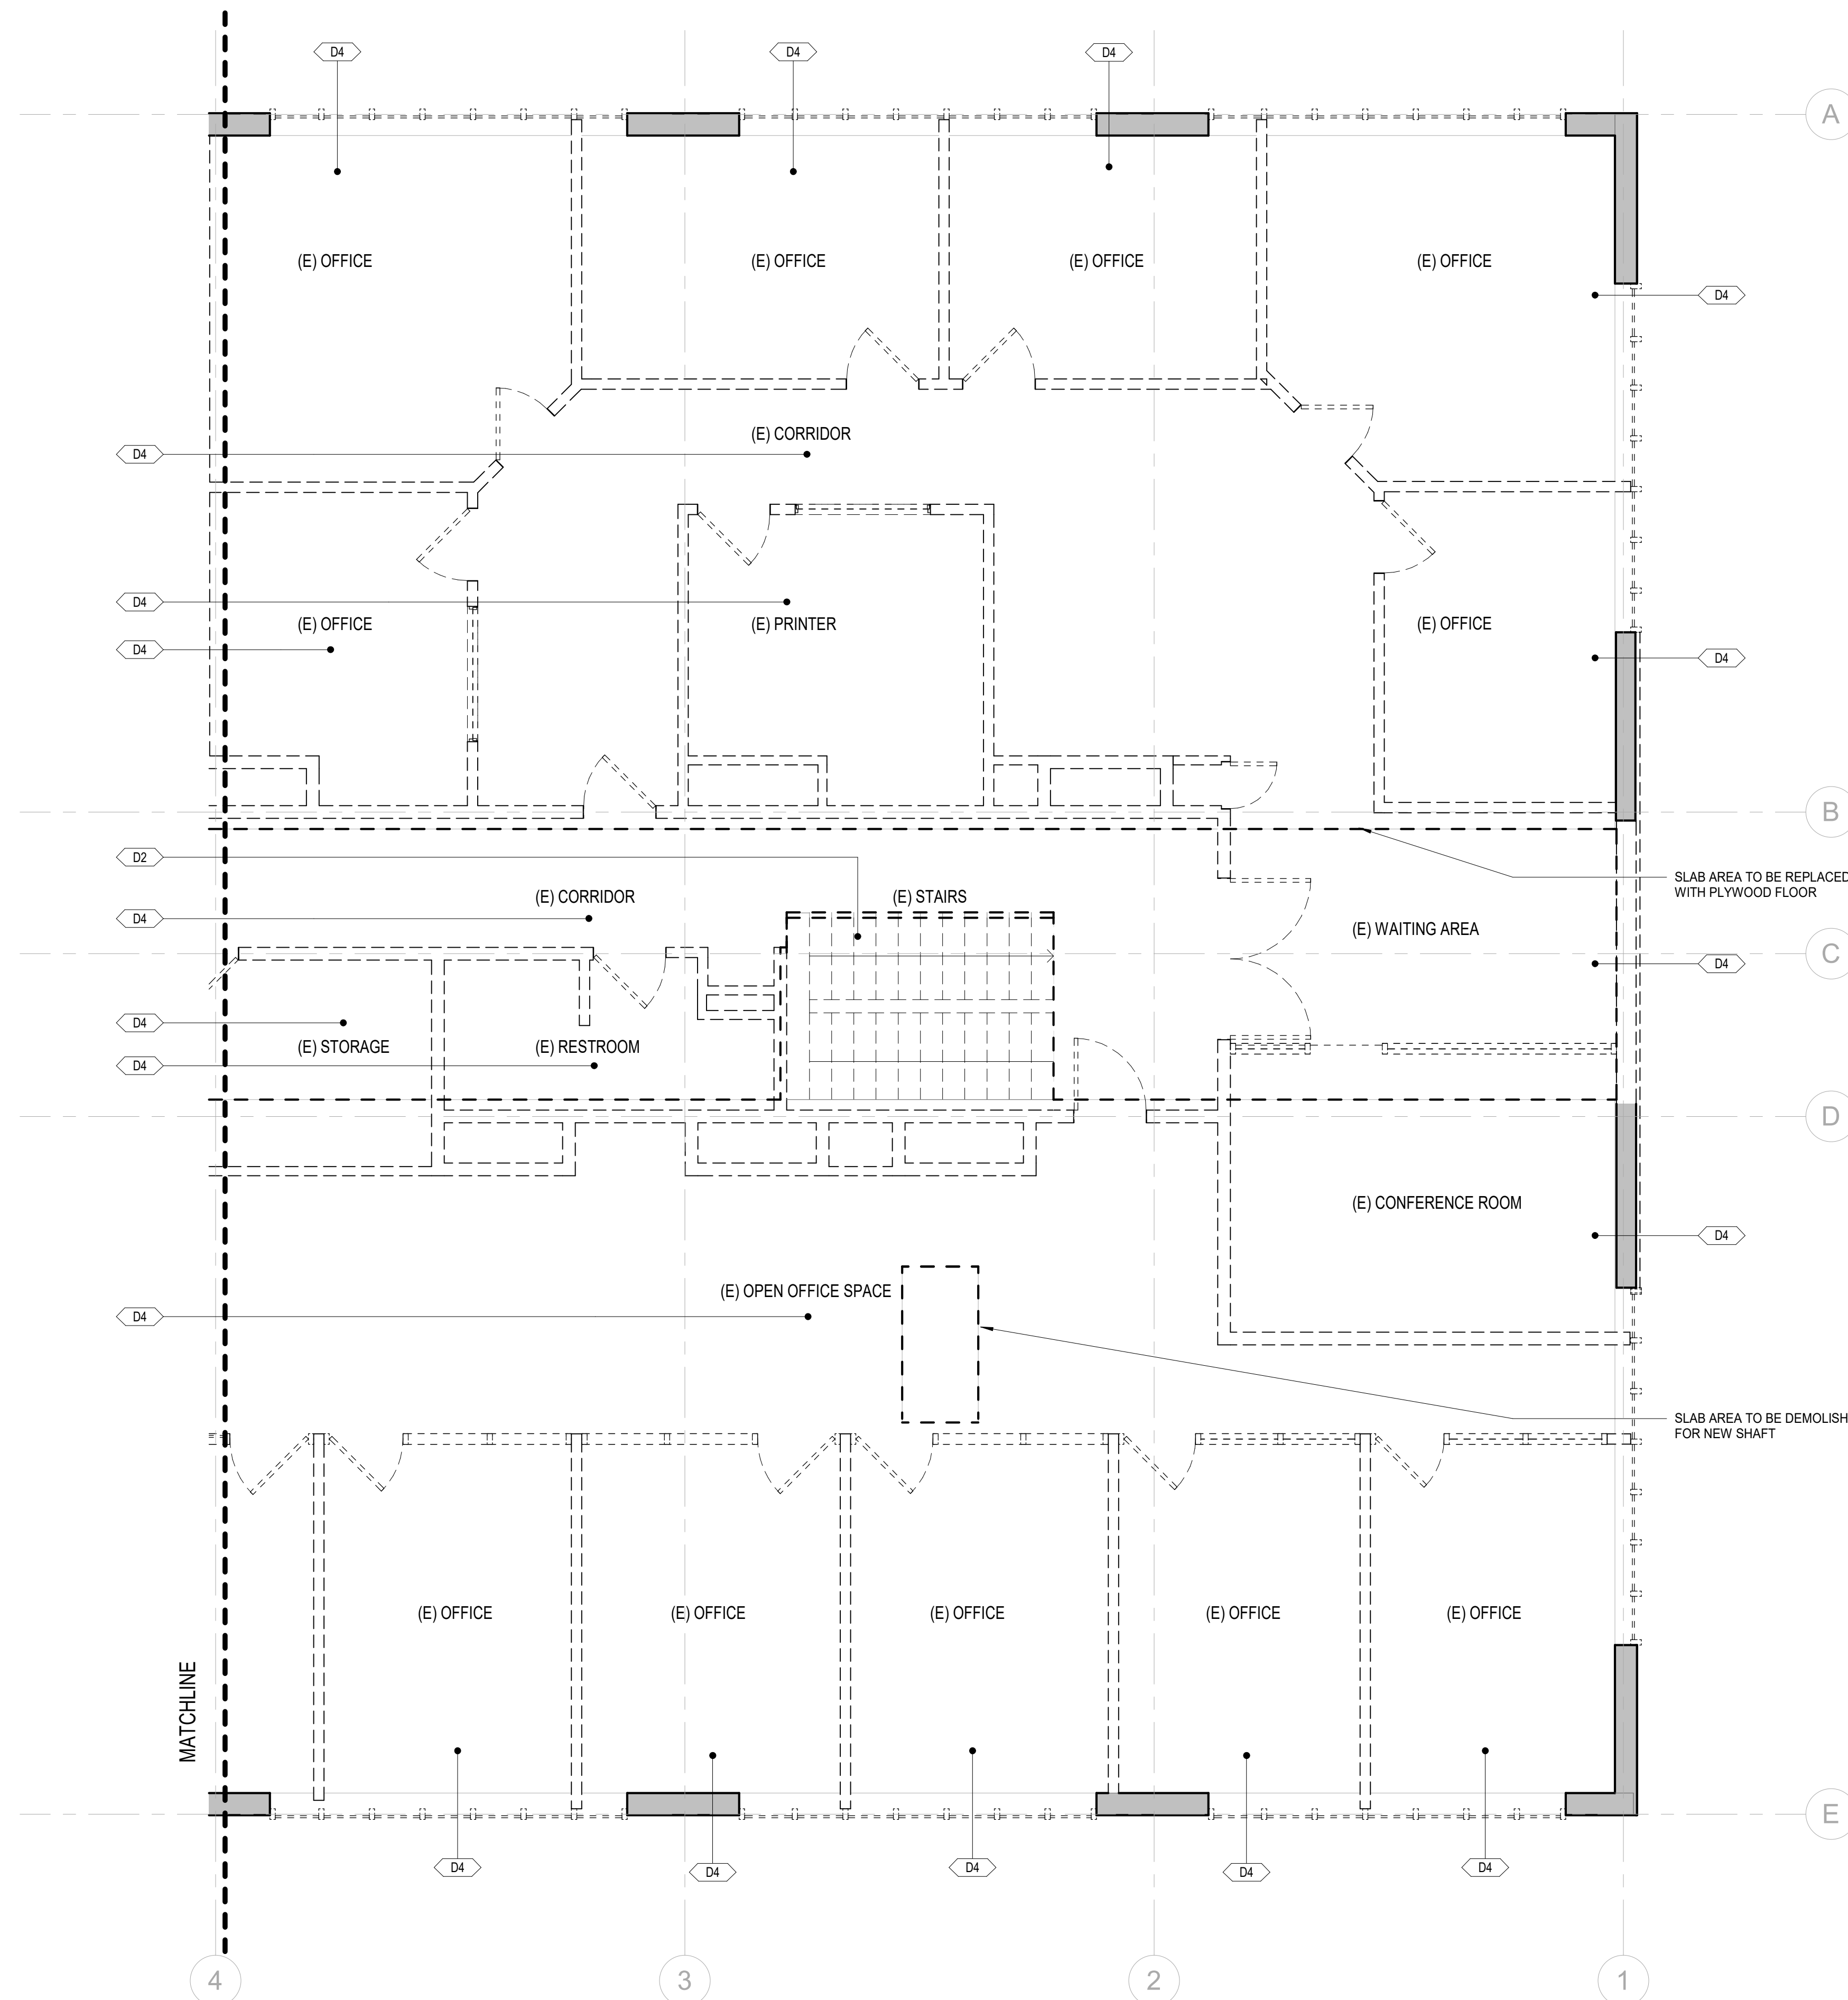 D4
D4
D4
A
(E) OFFICE
(E) OFFICE
(E) OFFICE
(E) OFFICE
D4
(E) CORRIDOR
D4
D4
(E) OFFICE
(E) PRINTER
(E) OFFICE
D4
D4
B
D2
SLAB AREA TO BE REPLACED
WITH PLYWOOD FLOOR
(E) CORRIDOR
(E) STAIRS
D4
(E) WAITING AREA
C
D4
D4
(E) STORAGE
(E) RESTROOM
D4
D
(E) CONFERENCE ROOM
D4
(E) OPEN OFFICE SPACE
D4
SLAB AREA TO BE DEMOLISH
FOR NEW SHAFT
(E) OFFICE
(E) OFFICE
(E) OFFICE
(E) OFFICE
(E) OFFICE
MATCHLINE
E
D4
D4
D4
D4
D4
4
3
2
1